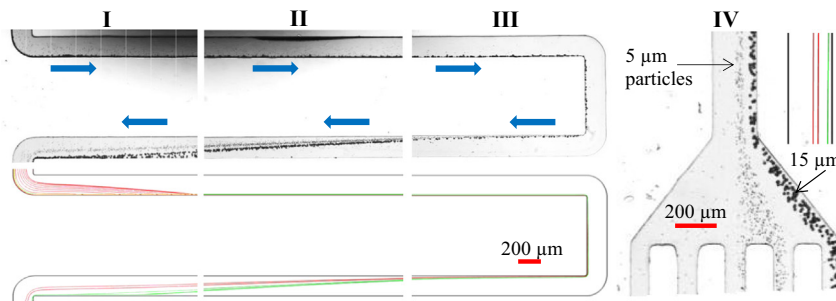 I
II
III
IV
5 µm
particles
15 µm
200 µm
200 µm